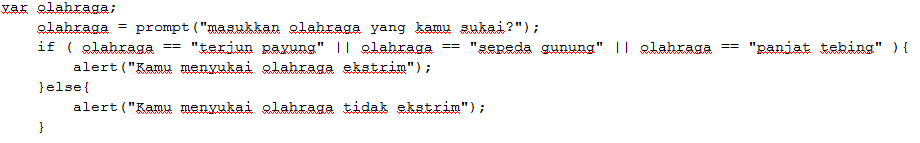 var olahraga;
olahraga = prompt("masukkan olahraga yang kamu sukai?");
if ( olahraga == "terjun payung" || olahraga == "sepeda gunung" || olahraga == "panjat tebing" ){
alert("Kamu menyukai olahraga ekstrim");
}else{
alert("Kamu menyukai olahraga tidak ekstrim");
}